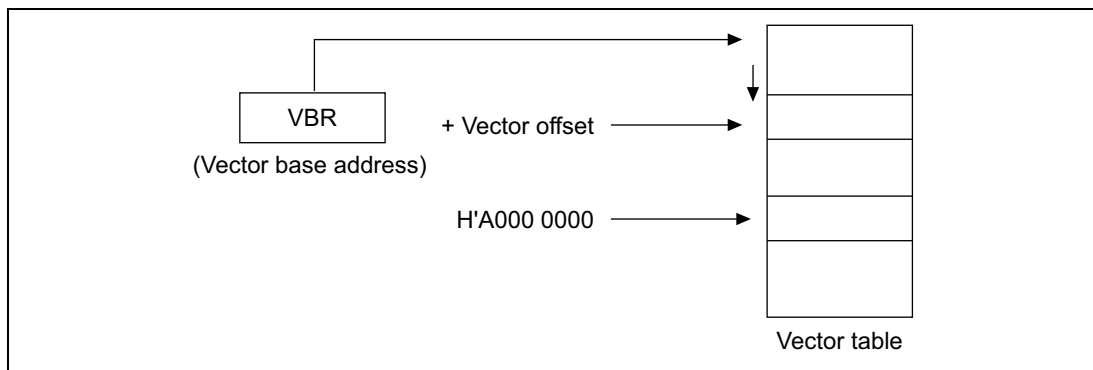 VBR
+ Vector offset
(Vector base address)
H'A000 0000
Vector table